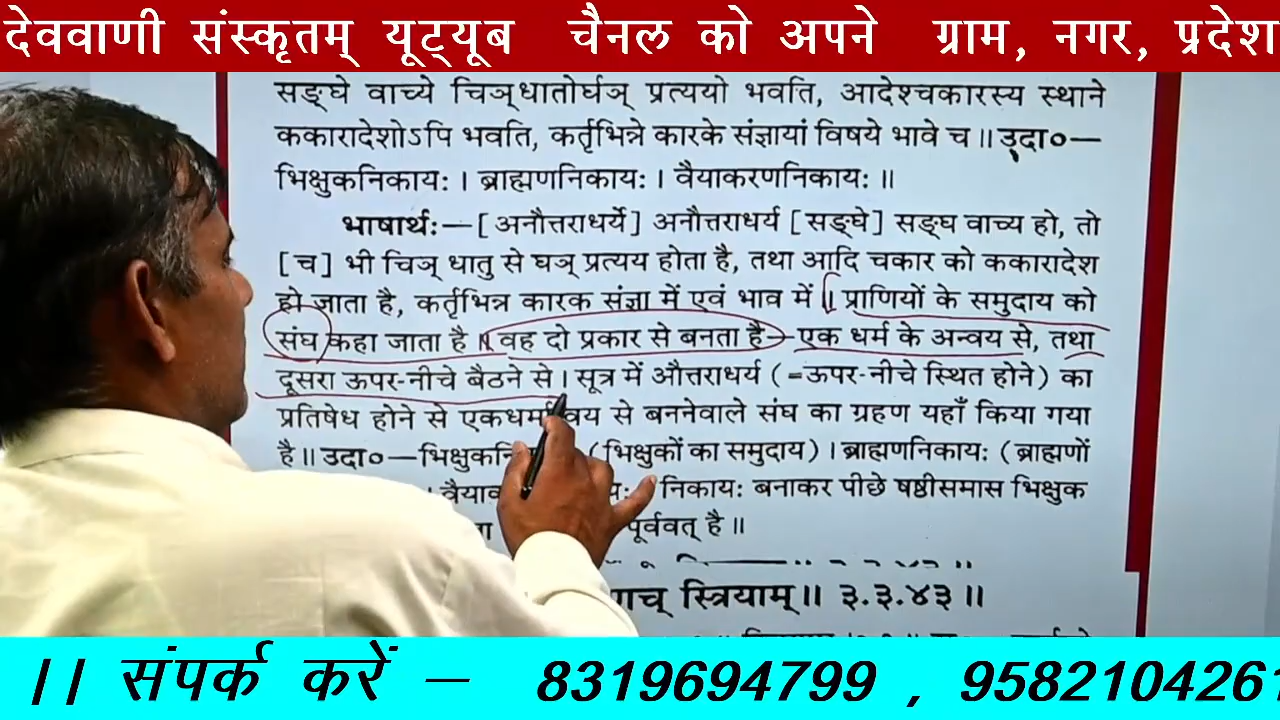 देववाणी संस्कृतम् यूट्यूब चैनल को अपने ग्राम, नगर, प्रदेश
सङ्घे वाच्ये चिञ्धातोर्घञ् प्रत्ययो भवति, आदेश्चकारस्य स्थाने
ककारादेशोऽपि भवति, कर्तृभिन्ने कारके संज्ञायां विषये भावे च॥ उदा०—
भिक्षुकनिकायः। ब्राह्मणनिकायः। वैयाकरणनिकायः॥
भाषार्थः—[अनौत्तराधर्ये] अनौत्तराधर्य [सङ्घे] सङ्घ वाच्य हो, तो
[च] भी चिञ् धातु से घञ् प्रत्यय होता है, तथा आदि चकार को ककारादेश
हो जाता है, कर्तृभिन्न कारक संज्ञा में एवं भाव में॥ प्राणियों के समुदाय को
संघ कहा जाता है। वह दो प्रकार से बनता है— एक धर्म के अन्वय से, तथा
दूसरा ऊपर-नीचे बैठने से। सूत्र में औत्तराधर्य (=ऊपर-नीचे स्थित होने) का
प्रतिषेध होने से वय से बननेवाले संघ का ग्रहण यहाँ किया गया
है॥ उदा०— (भिक्षुकों का समुदाय)। ब्राह्मणनिकायः (ब्राह्मणों
। निकायः बनाकर पीछे षष्ठीसमास भिक्षुक
पूर्ववत् है॥
स्त्रियाम्॥ ३.३.४३॥
।। संपर्क करें – 8319694799 , 9582104261